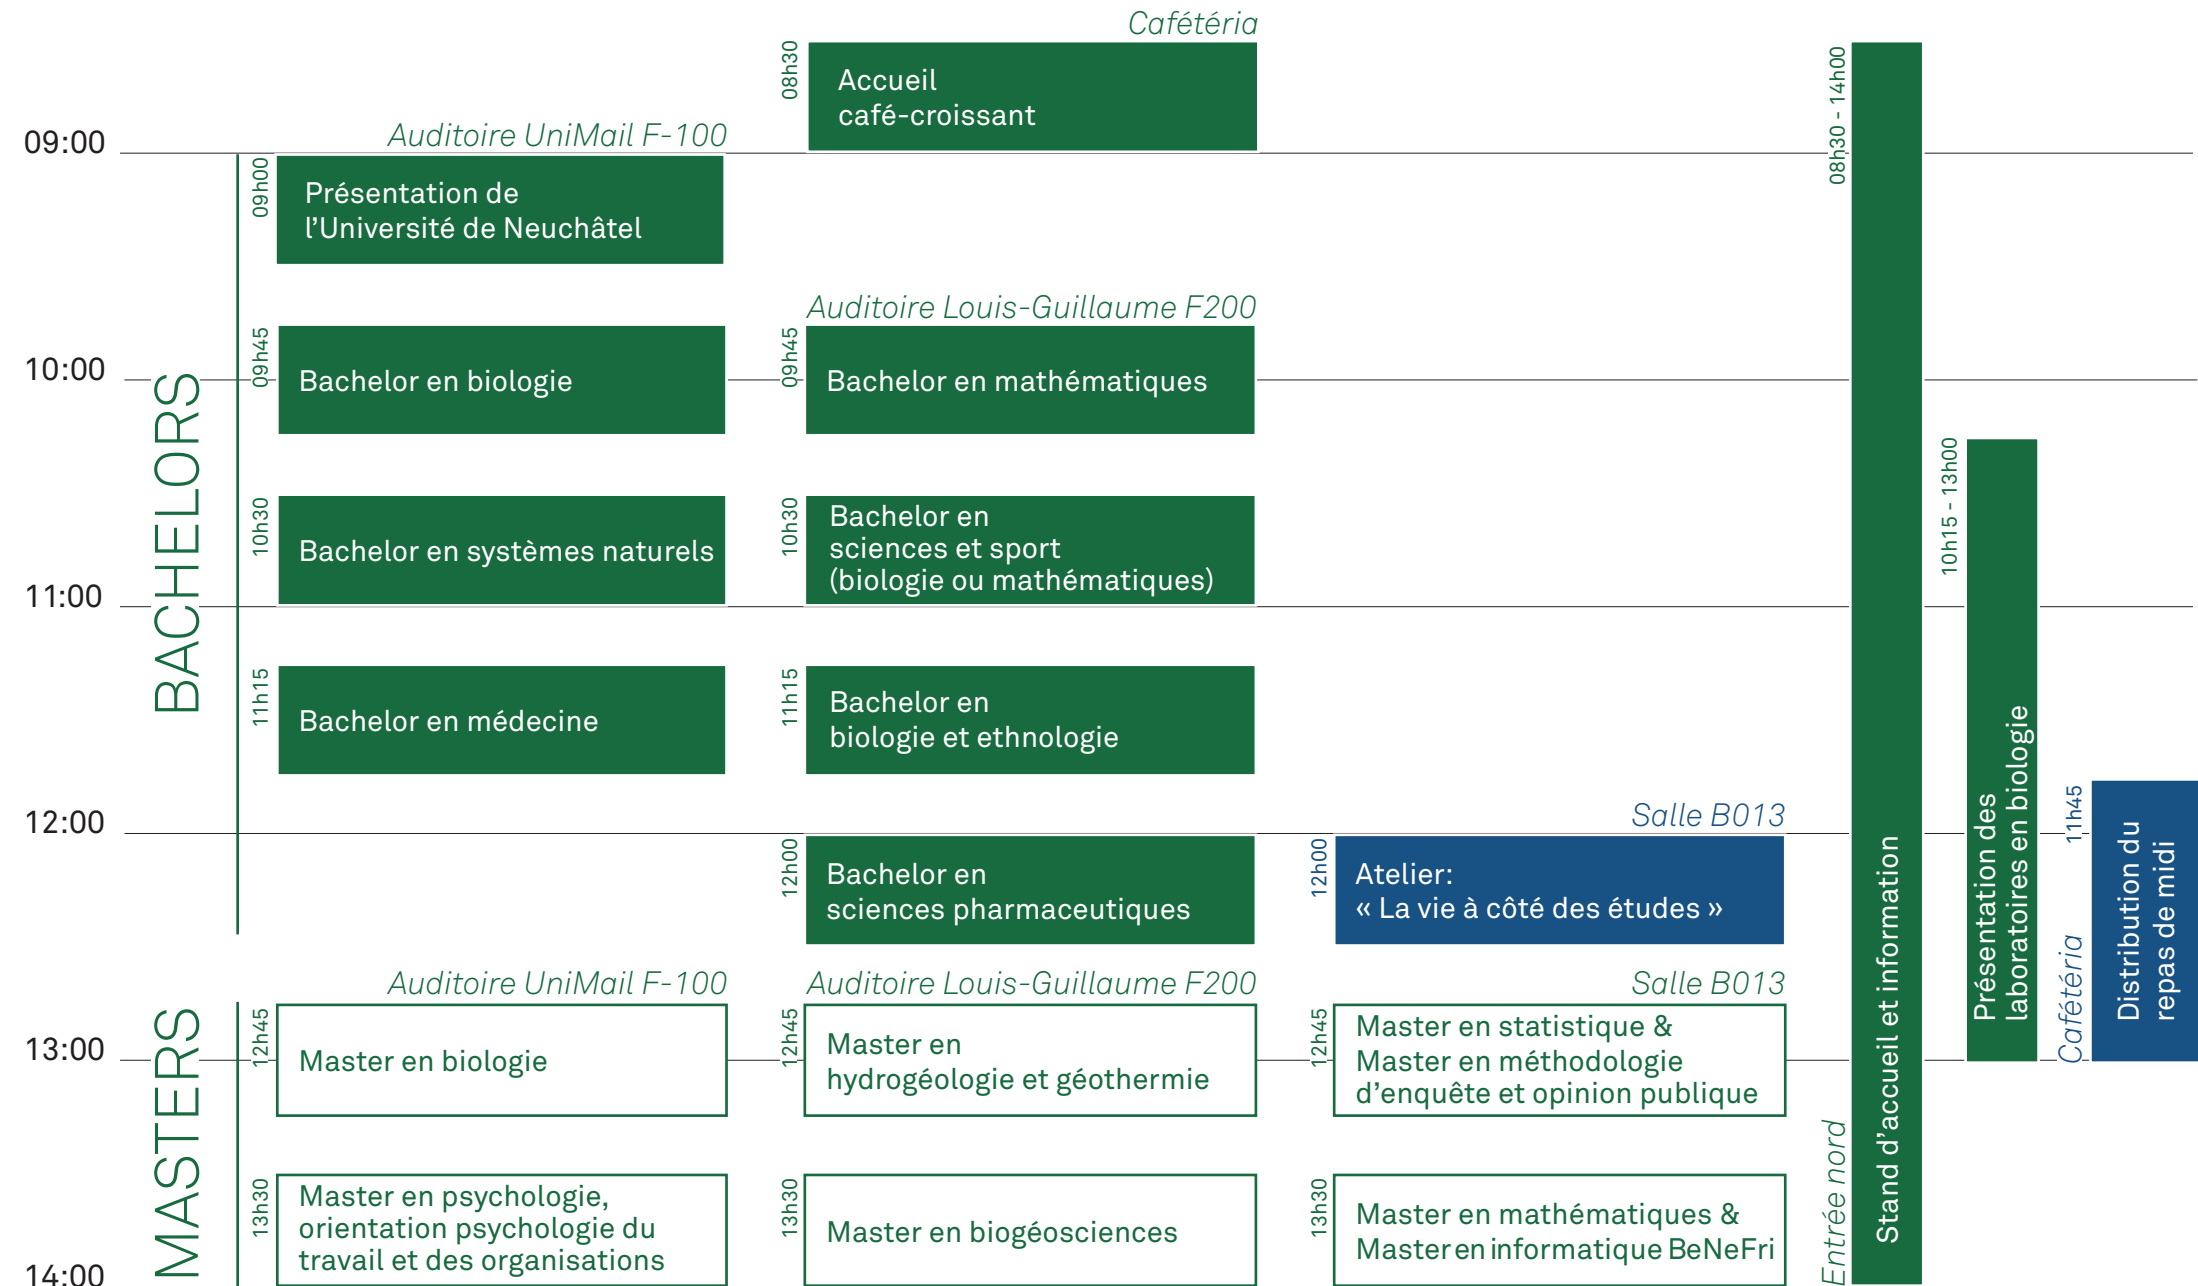 Cafétéria
08h30
Accueil
café-croissant
09:00
Auditoire UniMail F-100
09h00
Présentation de
l’Université de Neuchâtel
Auditoire Louis-Guillaume F200
10:00
09h45
Bachelor en biologie
09h45
Bachelor en mathématiques
BACHELORS
10h30
Bachelor en systèmes naturels
10h30
Bachelor en
sciences et sport
(biologie ou mathématiques)
11:00
11h15
Bachelor en médecine
11h15
Bachelor en
biologie et ethnologie
12:00
12h00
Bachelor en
sciences pharmaceutiques
Salle B013
12h00
Atelier:
« La vie à côté des études »
MASTERS
Auditoire UniMail F-100
Auditoire Louis-Guillaume F200
Salle B013
13:00
12h45
Master en biologie
12h45
Master en
hydrogéologie et géothermie
12h45
Master en statistique &
Master en méthodologie
d’enquête et opinion publique
13h30
Master en psychologie,
orientation psychologie du
travail et des organisations
13h30
Master en biogéosciences
13h30
Master en mathématiques &
Master en informatique BeNeFri
14:00
08h30 - 14h00
Entrée nord
Stand d’accueil et information
10h15 - 13h00
Présentation des
laboratoires en biologie
11h45
Cafétéria
Distribution du
repas de midi